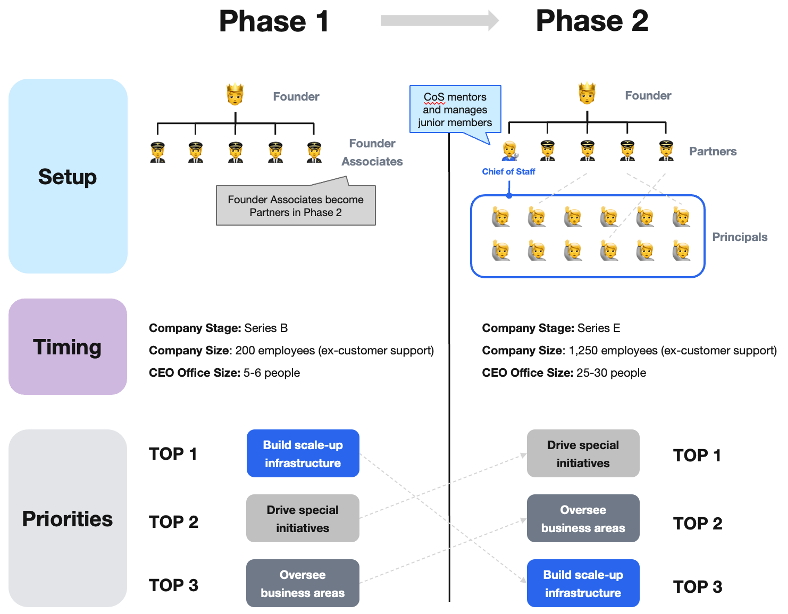 Phase 1
Phase 2
Setup
Founder
Founder
Associates
Founder Associates become
Partners in Phase 2
CoS mentors
and manages
junior members
Founder
Partners
Chief of Staff
Principals
Timing
Company Stage: Series B
Company Size: 200 employees (ex-customer support)
CEO Office Size: 5-6 people
Company Stage: Series E
Company Size: 1,250 employees (ex-customer support)
CEO Office Size: 25-30 people
Priorities
TOP 1
Build scale-up
infrastructure
TOP 2
Drive special
initiatives
TOP 3
Oversee
business areas
Drive special
initiatives
TOP 1
Oversee
business areas
TOP 2
Build scale-up
infrastructure
TOP 3